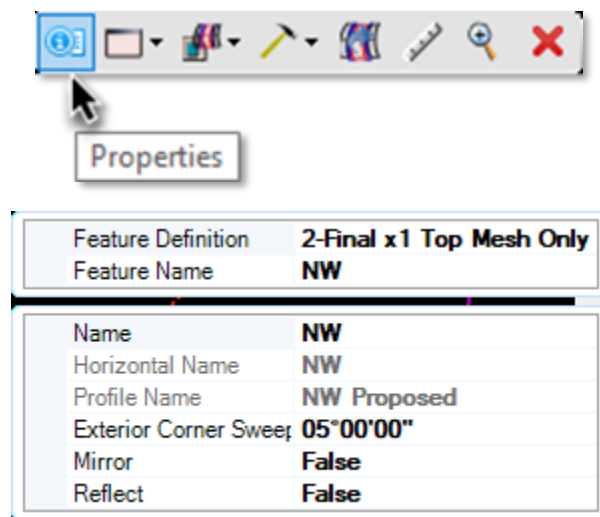 Properties
Feature Definition 2-Final x1 Top Mesh Only
Feature Name NW
Name NW
Horizontal Name NW
Profile Name NW Proposed
Exterior Corner Sweep 05°00'00"
Mirror False
Reflect False